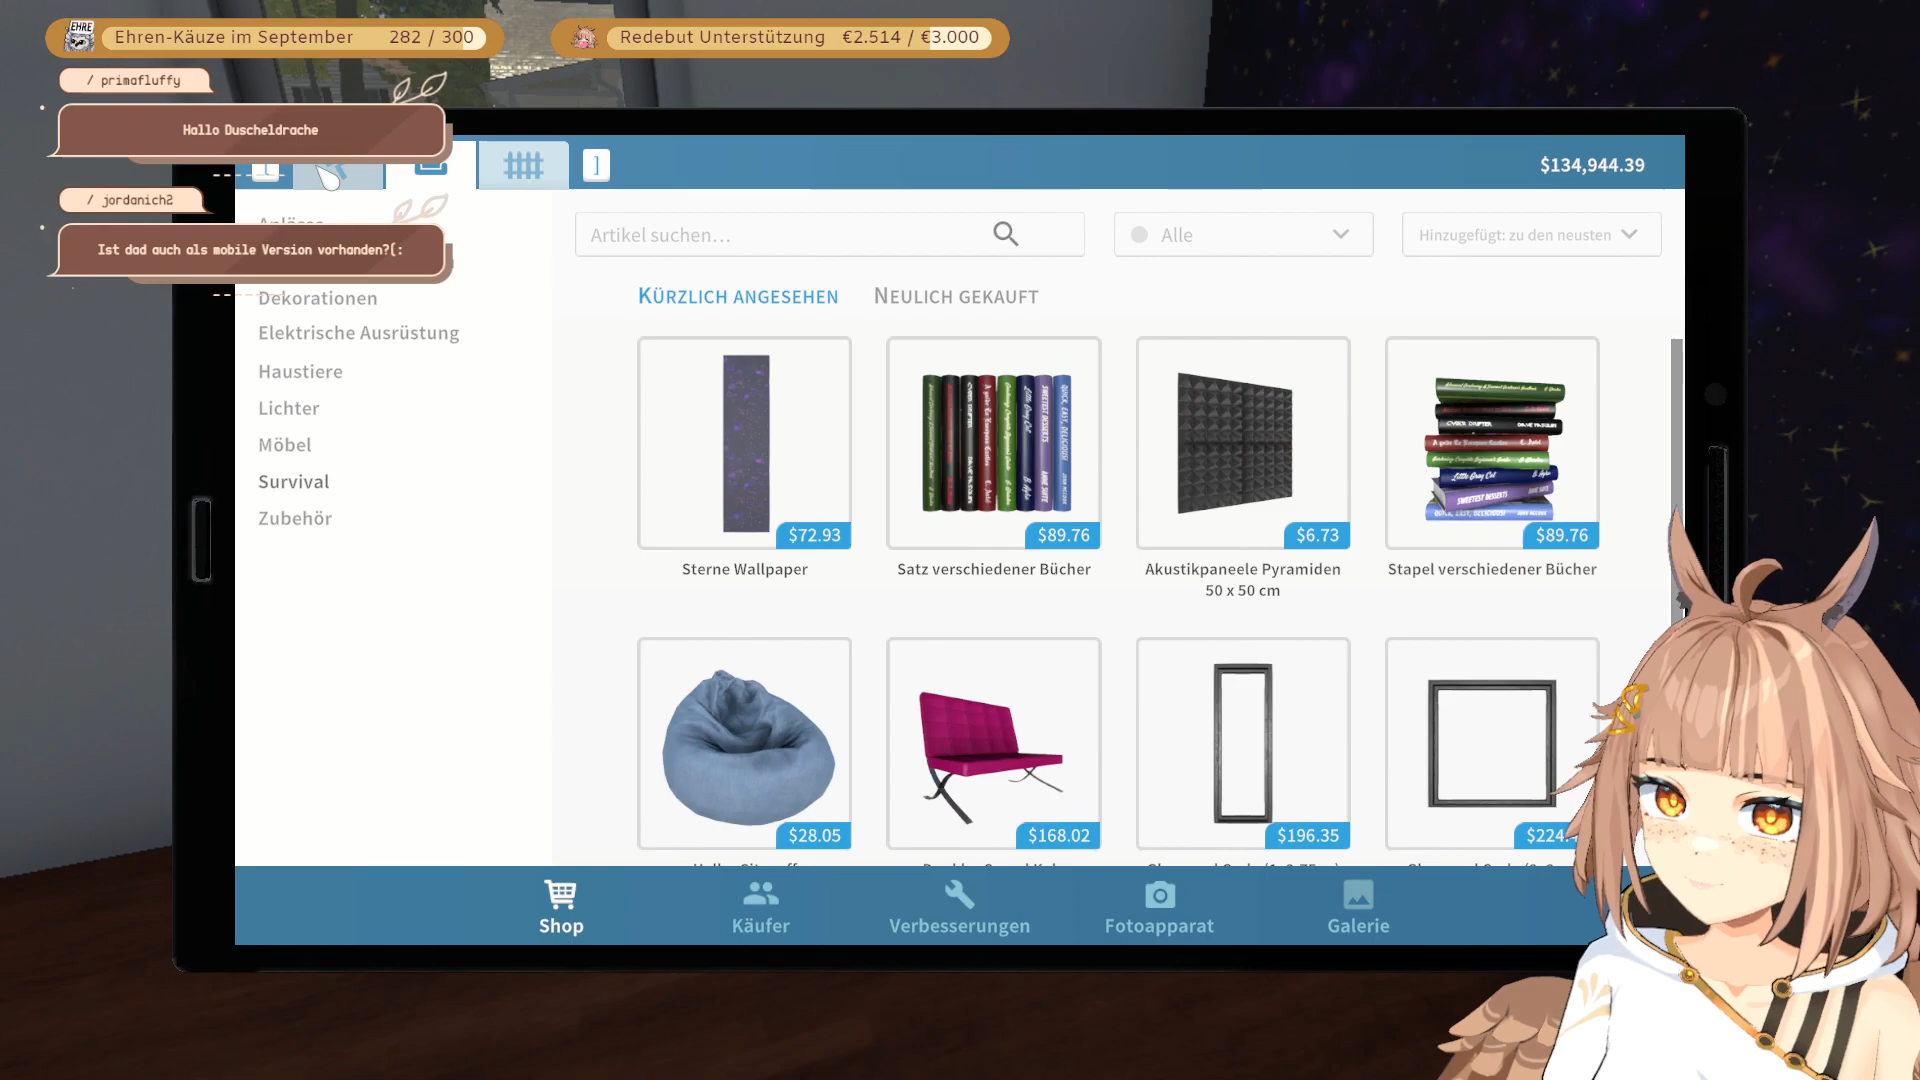 EHRE
Ehren-Käuze im September 282 / 300
Redebut Unterstützung €2.514 / €3.000
/ primafluffy
Hallo Duscheldrache
/ jordanich2
Ist dad auch als mobile Version vorhanden?(:
[
]
$134,944.39
Artikel suchen...
Alle
Hinzugefügt: zu den neusten
Dekorationen
Elektrische Ausrüstung
Haustiere
Lichter
Möbel
Survival
Zubehör
KÜRZLICH ANGESEHEN
NEULICH GEKAUFT
$72.93
Sterne Wallpaper
$89.76
Satz verschiedener Bücher
$6.73
Akustikpaneele Pyramiden
50 x 50 cm
$89.76
Stapel verschiedener Bücher
$28.05
$168.02
$196.35
$224.
Shop
Käufer
Verbesserungen
Fotoapparat
Galerie